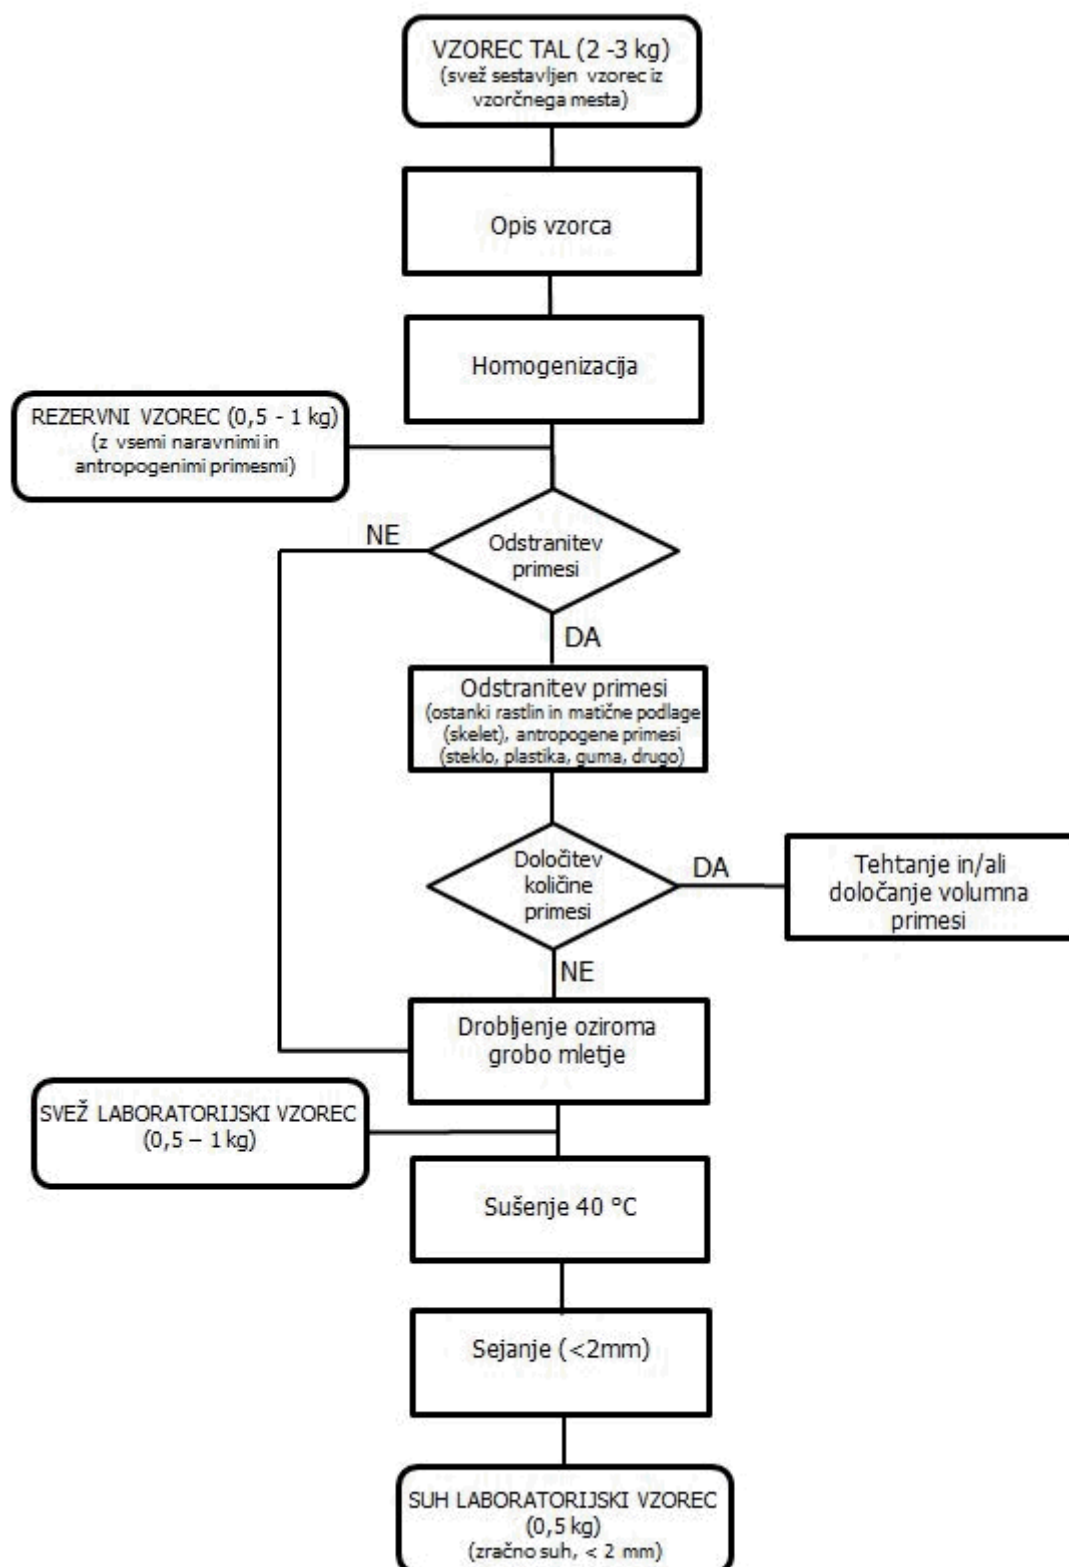 VZOREC TAL (2 -3 kg)
(svež sestavljen vzorec iz
vzorčnega mesta)
Opis vzorca
Homogenizacija
REZERVNI VZOREC (0,5 - 1 kg)
(z vsemi naravnimi in
antropogenimi primesmi)
NE
Odstranitev
primesi
DA
Odstranitev primesi
(ostanki rastlin in matične podlage
(skelet), antropogene primesi
(steklo, plastika, guma, drugo)
Določitev
količine
primesi
DA
Tehtanje in/ali
določanje volumna
primesi
NE
Drobljenje oziroma
grobo mletje
SVEŽ LABORATORIJSKI VZOREC
(0,5 – 1 kg)
Sušenje 40 °C
Sejanje (<2mm)
SUH LABORATORIJSKI VZOREC
(0,5 kg)
(zračno suh, < 2 mm)